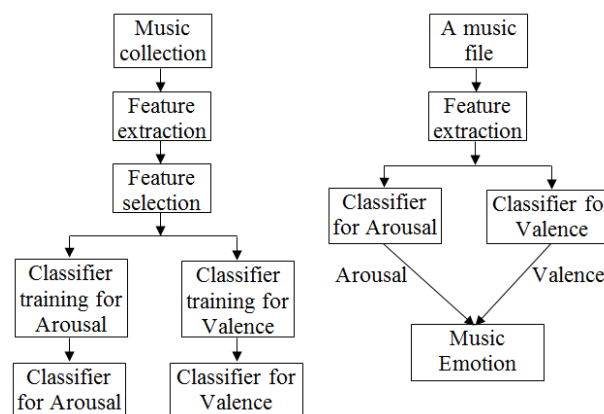 Music
collection
Feature
extraction
Feature
selection
Classifier
training for
Arousal
Classifier
training for
Valence
Classifier
for Arousal
Classifier for
Valence
A music
file
Feature
extraction
Classifier
for Arousal
Classifier for
Valence
Arousal
Valence
Music
Emotion